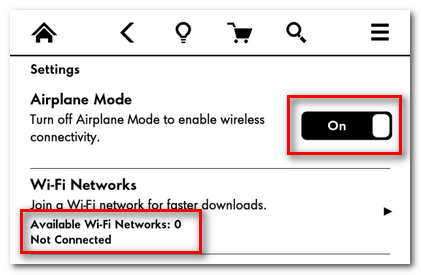 Settings
Airplane Mode
Turn off Airplane Mode to enable wireless
connectivity.
On
Wi-Fi Networks
Join a Wi-Fi network for faster downloads.
Available Wi-Fi Networks: 0
Not Connected